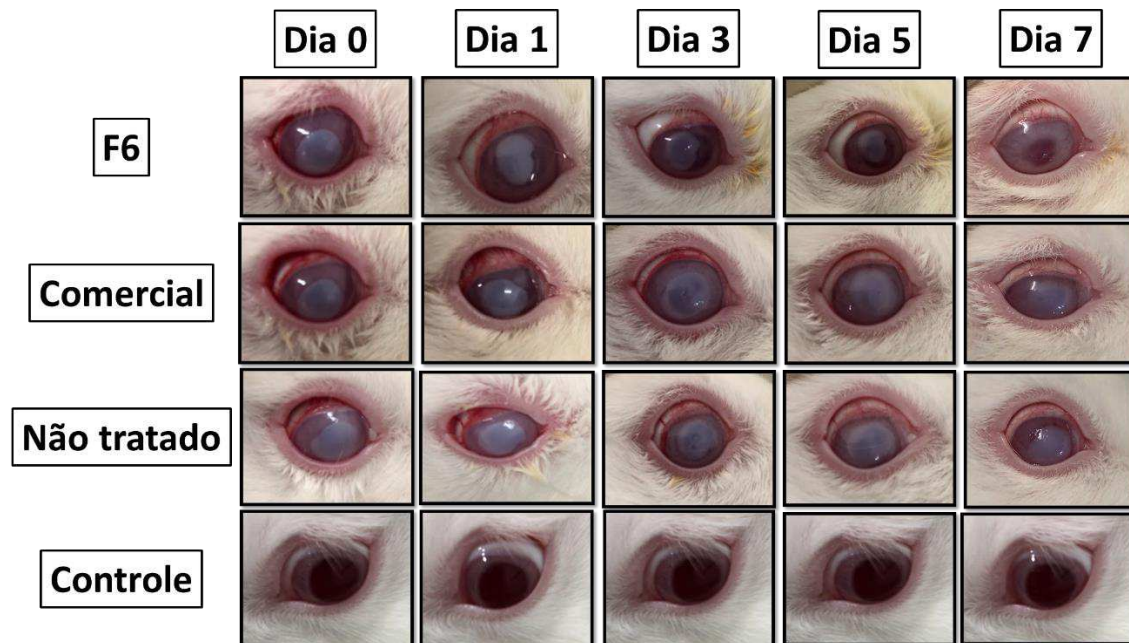 Dia 0
Dia 1
Dia 3
Dia 5
Dia 7
F6
Comercial
Não tratado
Controle